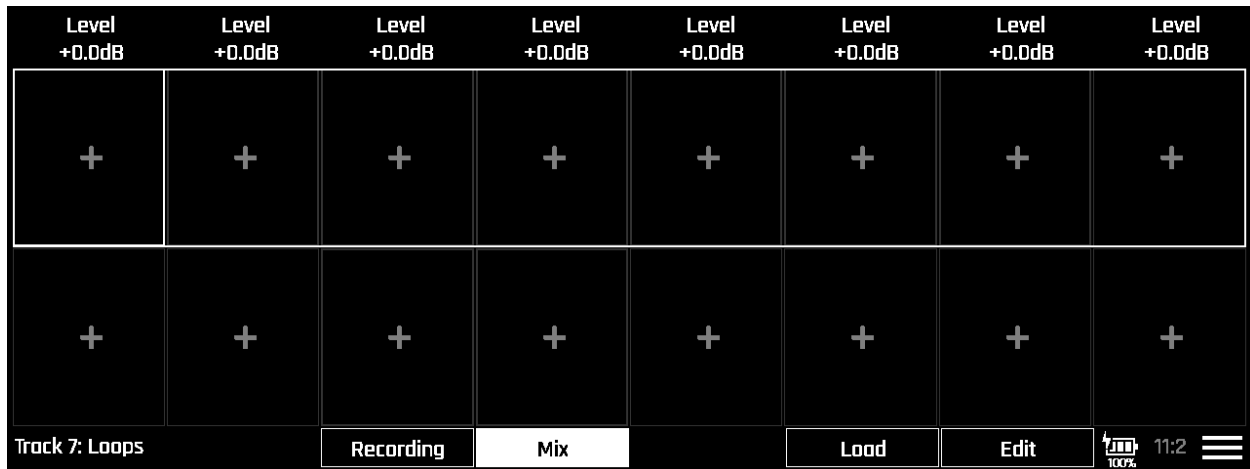 Level Level Level Level Level Level Level Level
+0.0dB +0.0dB +0.0dB +0.0dB +0.0dB +0.0dB +0.0dB +0.0dB
+ + + + + + + +
+ + + + + + + +
Track 7: Loops Recording Mix Load Edit 11:2
100%